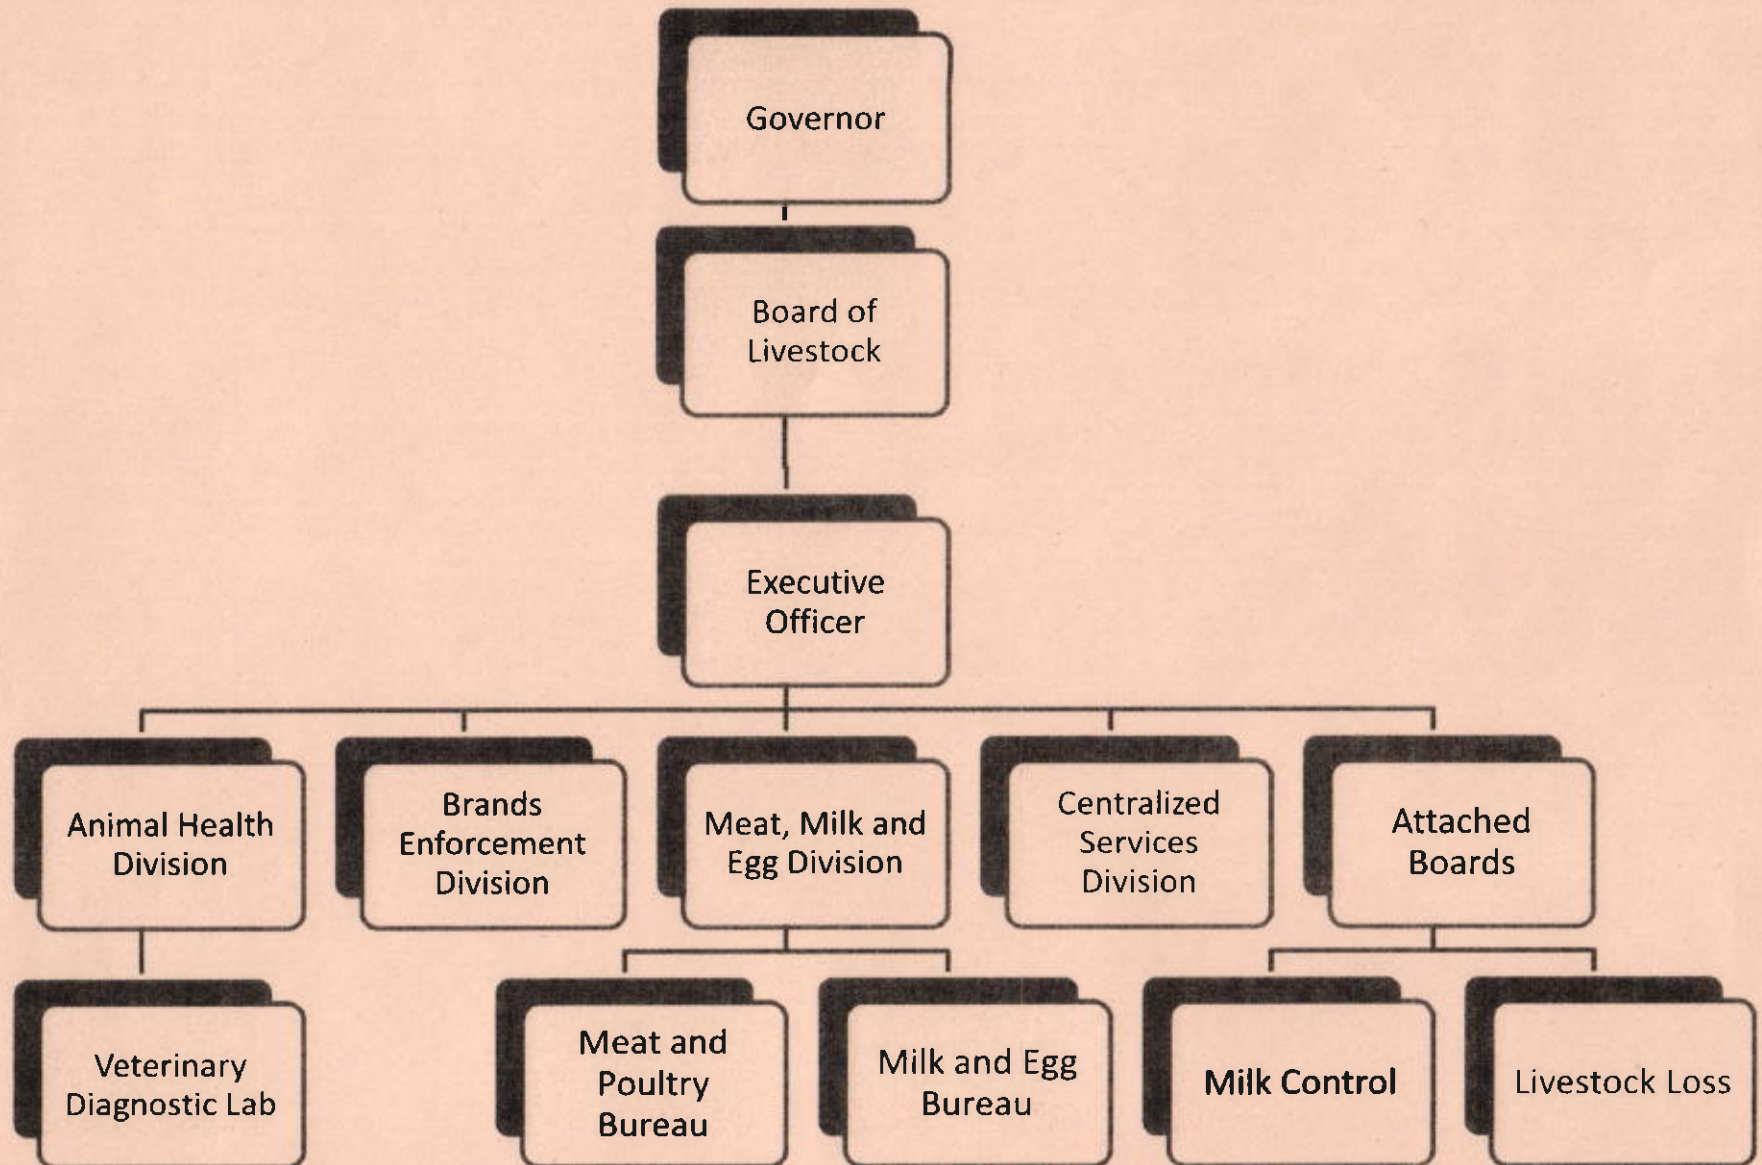 Governor
Board of
Livestock
Executive
Officer
Animal Health
Division
Brands
Enforcement
Division
Meat, Milk and
Egg Division
Centralized
Services
Division
Attached
Boards
Veterinary
Diagnostic Lab
Meat and
Poultry
Bureau
Milk and Egg
Bureau
Milk Control
Livestock Loss